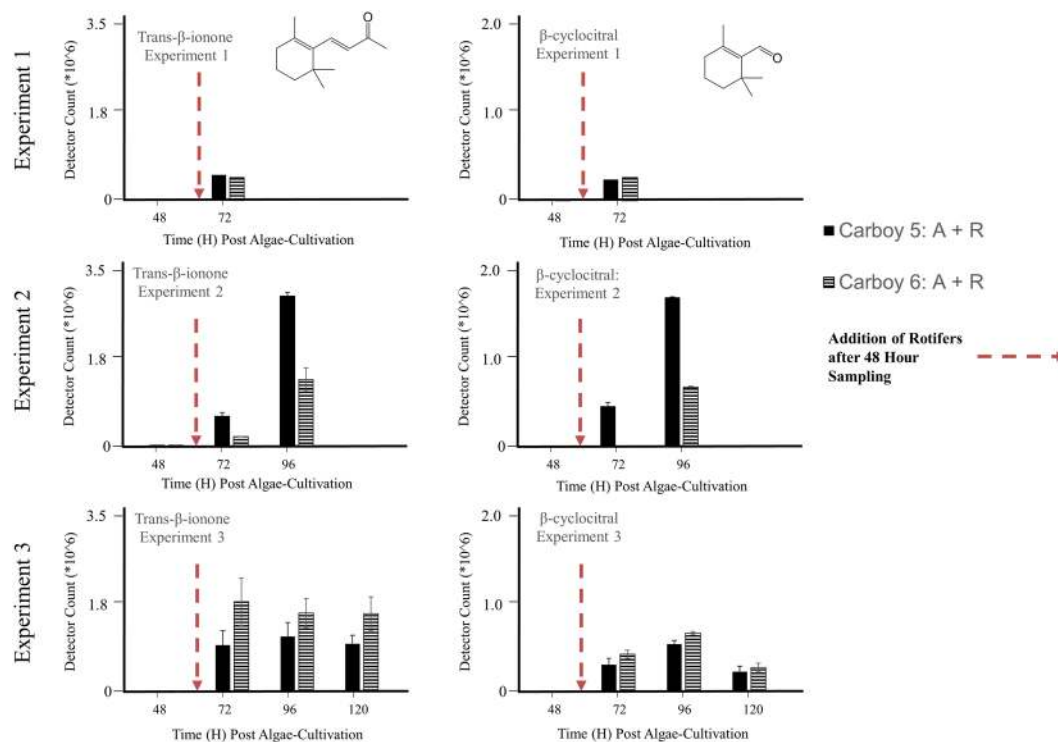 Experiment 1
Detector Count (*10^6)
3.5
1.8
0
Trans-β-ionone
Experiment 1
O
48
72
Time (H) Post Algae-Cultivation
Detector Count (*10^6)
2.0
1.0
0
β-cyclocitral
Experiment 1
O
48
72
Time (H) Post Algae-Cultivation
Carboy 5: A + R
Carboy 6: A + R
Addition of Rotifers
after 48 Hour
Sampling
Experiment 2
Detector Count (*10^6)
3.5
1.8
0
Trans-β-ionone
Experiment 2
48
72
96
Time (H) Post Algae-Cultivation
Detector Count (*10^6)
2.0
1.0
0
β-cyclocitral:
Experiment 2
48
72
96
Time (H) Post Algae-Cultivation
Experiment 3
Detector Count (*10^6)
3.5
1.8
0
Trans-β-ionone
Experiment 3
48
72
96
120
Time (H) Post Algae-Cultivation
Detector Count (*10^6)
2.0
1.0
0
β-cyclocitral
Experiment 3
48
72
96
120
Time (H) Post Algae-Cultivation